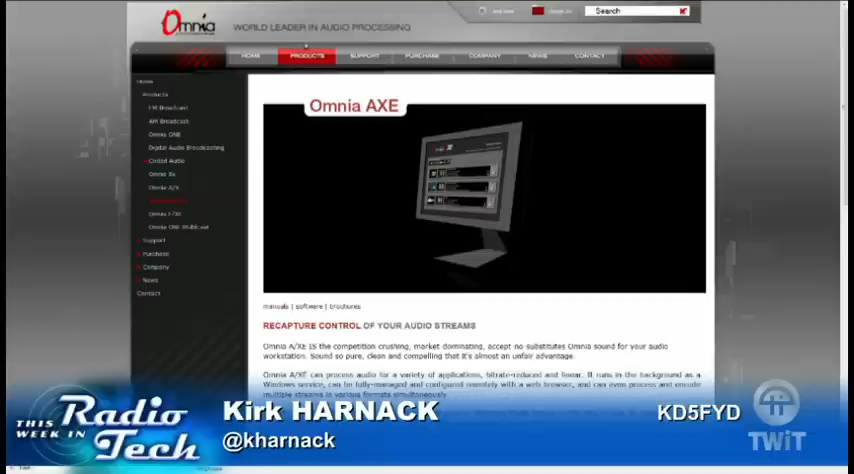 Omnia
WORLD LEADER IN AUDIO PROCESSING
Search
HOME
PRODUCTS
SUPPORT
PURCHASE
COMPANY
NEWS
CONTACT
Home
Products
FM Broadcast
AM Broadcast
Omnia ONE
Digital Audio Broadcasting
Coded Audio
Omnia A/X
Omnia ONE Multicast
Support
Purchase
Company
News
Contact
Omnia AXE
manuals | software | brochures
RECAPTURE CONTROL OF YOUR AUDIO STREAMS
Omnia A/XE IS the competition crushing, market dominating, accept no substitutes Omnia sound for your audio
workstation. Sound so pure, clean and compelling that it's almost an unfair advantage.
Omnia A/XE can process audio for a variety of applications, bitrate-reduced and linear. It runs in the background as a
Windows service, can be fully-managed and configured remotely with a web browser, and can even process and encode
multiple streams in various formats simultaneously
THIS WEEK IN Radio Tech
Kirk HARNACK
@kharnack
KD5FYD
TWiT